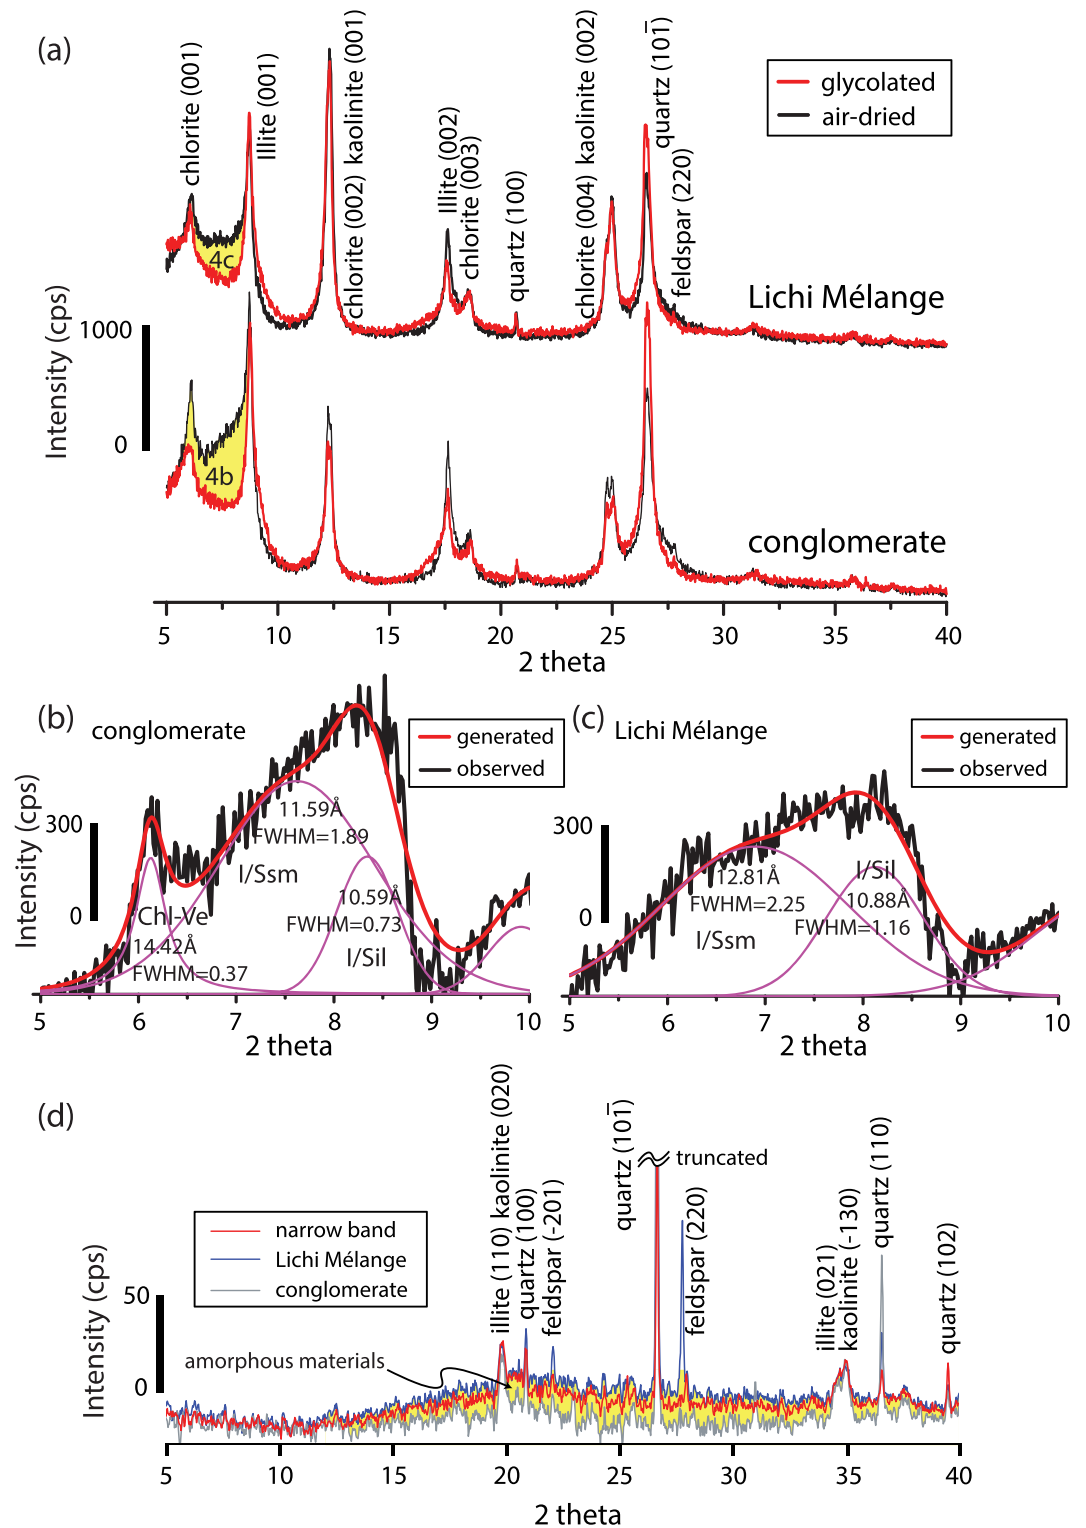 (a)
chlorite (001)
Illite (001)
chlorite (002) kaolinite (001)
Illite (002)
chlorite (003)
quartz (100)
chlorite (004) kaolinite (002)
quartz (101̅)
feldspar (220)
glycolated
air-dried
4c
Lichi Mélange
Intensity (cps)
1000
0
4b
conglomerate
5 10 15 20 25 30 35 40
2 theta
(b)
conglomerate
generated
observed
Intensity (cps)
300
0
11.59Å
FWHM=1.89
I/Ssm
10.59Å
FWHM=0.73
I/Sil
Chl-Ve
14.42Å
FWHM=0.37
5 6 7 8 9 10
2 theta
(c)
Lichi Mélange
generated
observed
300
0
12.81Å
FWHM=2.25
I/Ssm
I/Sil
10.88Å
FWHM=1.16
5 6 7 8 9 10
2 theta
(d)
narrow band
Lichi Mélange
conglomerate
Intensity (cps)
50
0
amorphous materials
illite (110) kaolinite (020)
quartz (100)
feldspar (-201)
quartz (101̅)
truncated
feldspar (220)
illite (021)
kaolinite (-130)
quartz (110)
quartz (102)
5 10 15 20 25 30 35 40
2 theta